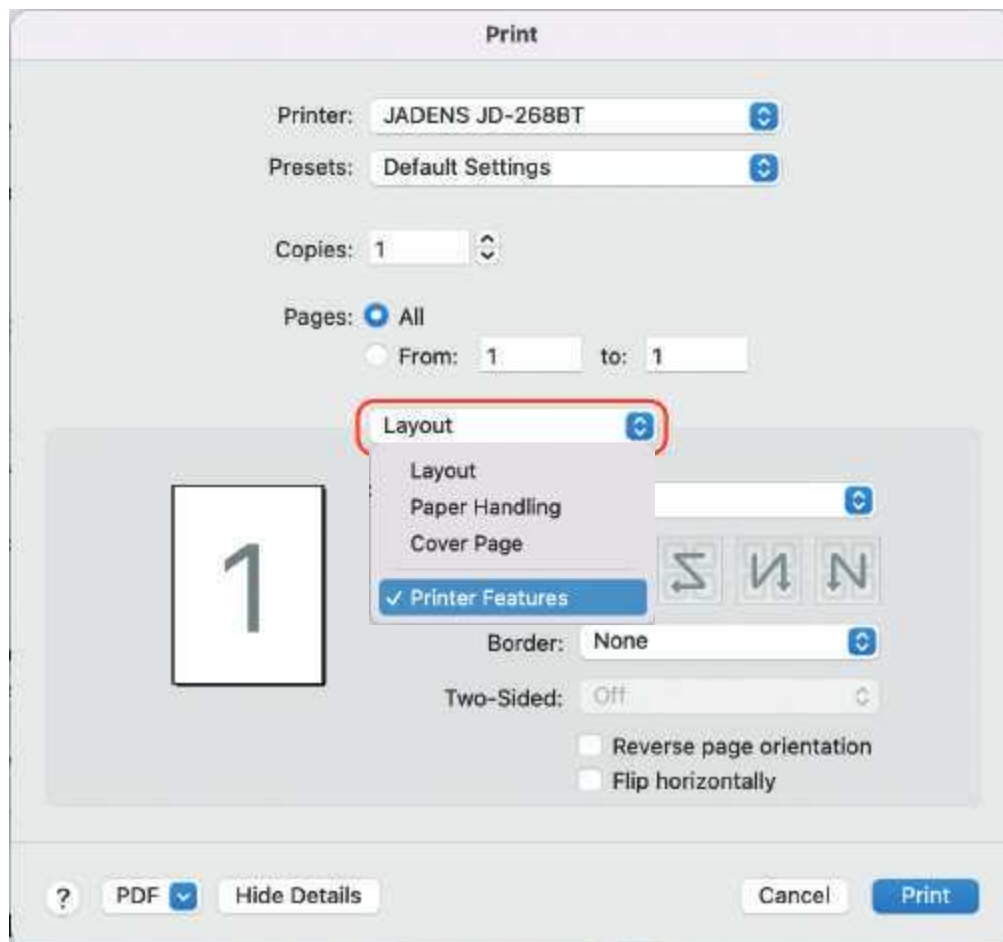 Print
Printer: JADENS JD-268BT
Presets: Default Settings
Copies: 1
Pages: All
From: 1 to: 1
Layout
Layout
Paper Handling
Cover Page
✓ Printer Features
1
Border: None
Two-Sided: Off
Reverse page orientation
Flip horizontally
? PDF Hide Details Cancel Print